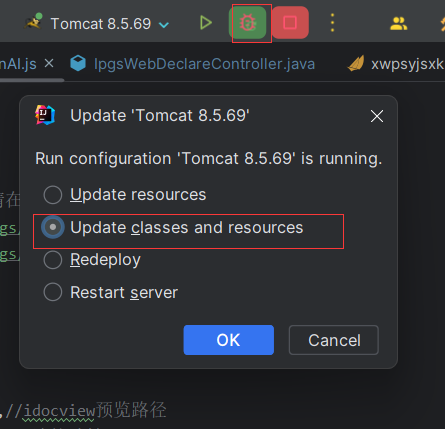 Tomcat 8.5.69
nAI.js
IpgsWebDeclareController.java
xwpsyjsxk
Update 'Tomcat 8.5.69'
Run configuration 'Tomcat 8.5.69' is running.
Update resources
请在
Update classes and resources
gs/
gs/
Redeploy
Restart server
OK
Cancel
,//idocview预览路径